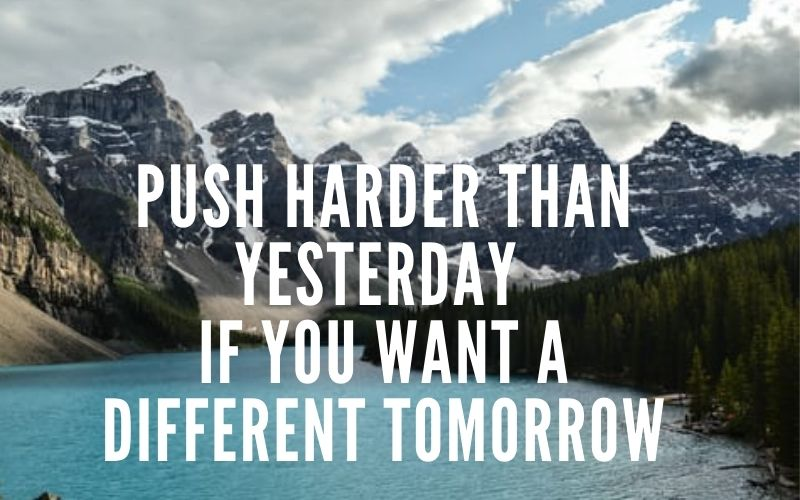 PUSH HARDER THAN
YESTERDAY
IF YOU WANT A
DIFFERENT TOMORROW